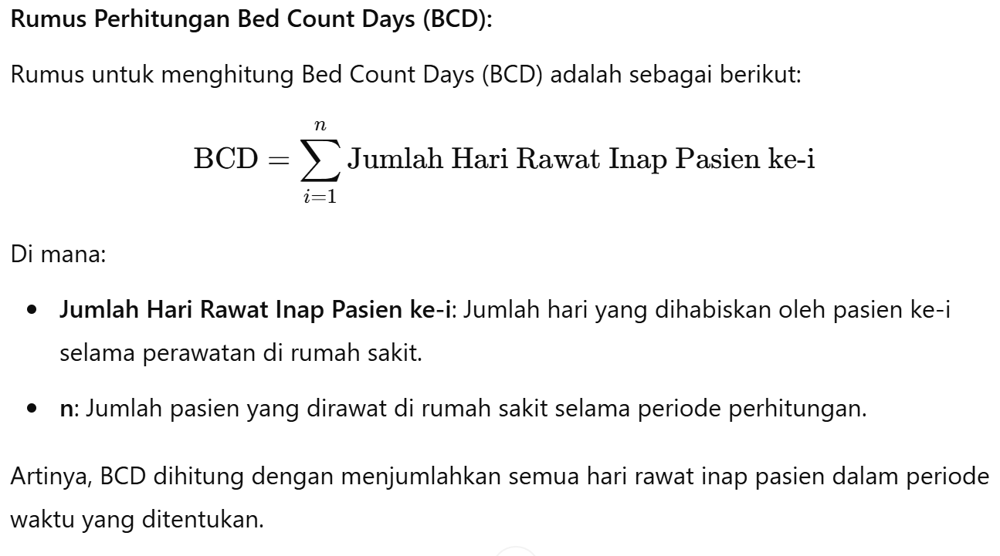 Rumus Perhitungan Bed Count Days (BCD):
Rumus untuk menghitung Bed Count Days (BCD) adalah sebagai berikut:
n
BCD = ∑ Jumlah Hari Rawat Inap Pasien ke-i
i=1
Di mana:
• Jumlah Hari Rawat Inap Pasien ke-i: Jumlah hari yang dihabiskan oleh pasien ke-i
selama perawatan di rumah sakit.
• n: Jumlah pasien yang dirawat di rumah sakit selama periode perhitungan.
Artinya, BCD dihitung dengan menjumlahkan semua hari rawat inap pasien dalam periode
waktu yang ditentukan.